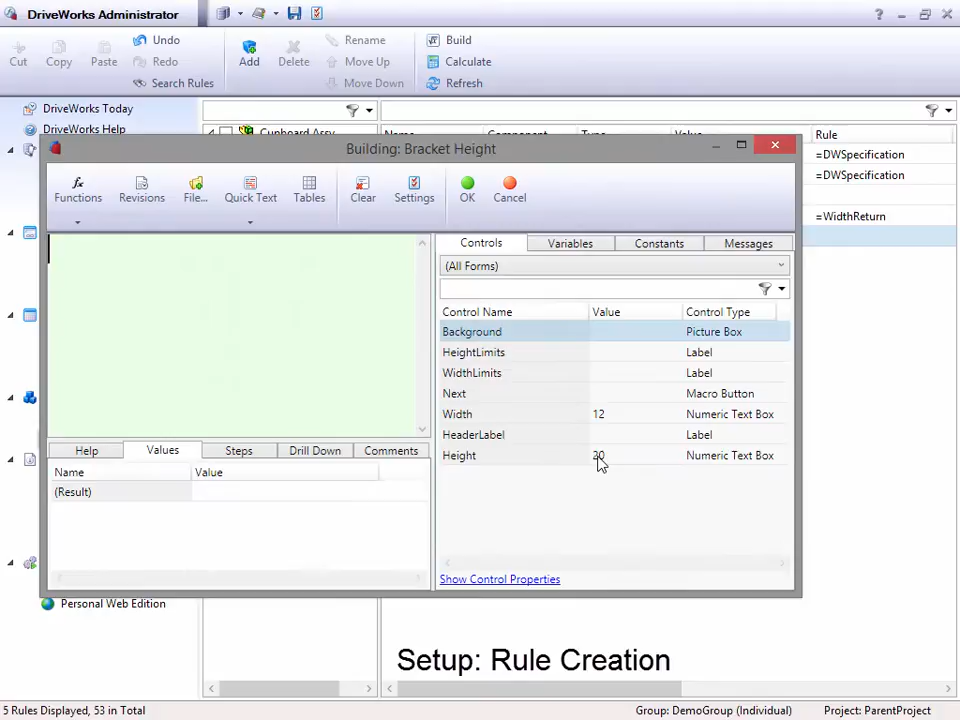 DriveWorks Administrator
Cut
Copy
Paste
Undo
Redo
Search Rules
Add
Delete
Rename
Move Up
Move Down
Build
Calculate
Refresh
DriveWorks Today
DriveWorks Help
Cupboard Assy
Name
Component
Type
Value
Rule
=DWSpecification
=DWSpecification
=WidthReturn
Building: Bracket Height
Functions
Revisions
File...
Quick Text
Tables
Clear
Settings
OK
Cancel
Controls
Variables
Constants
Messages
(All Forms)
Control Name
Value
Control Type
Background
Picture Box
HeightLimits
Label
WidthLimits
Label
Next
Macro Button
Width
12
Numeric Text Box
HeaderLabel
Label
Height
20
Numeric Text Box
Show Control Properties
Help
Values
Steps
Drill Down
Comments
Name
Value
(Result)
Personal Web Edition
Setup: Rule Creation
5 Rules Displayed, 53 in Total
Group: DemoGroup (Individual)
Project: ParentProject